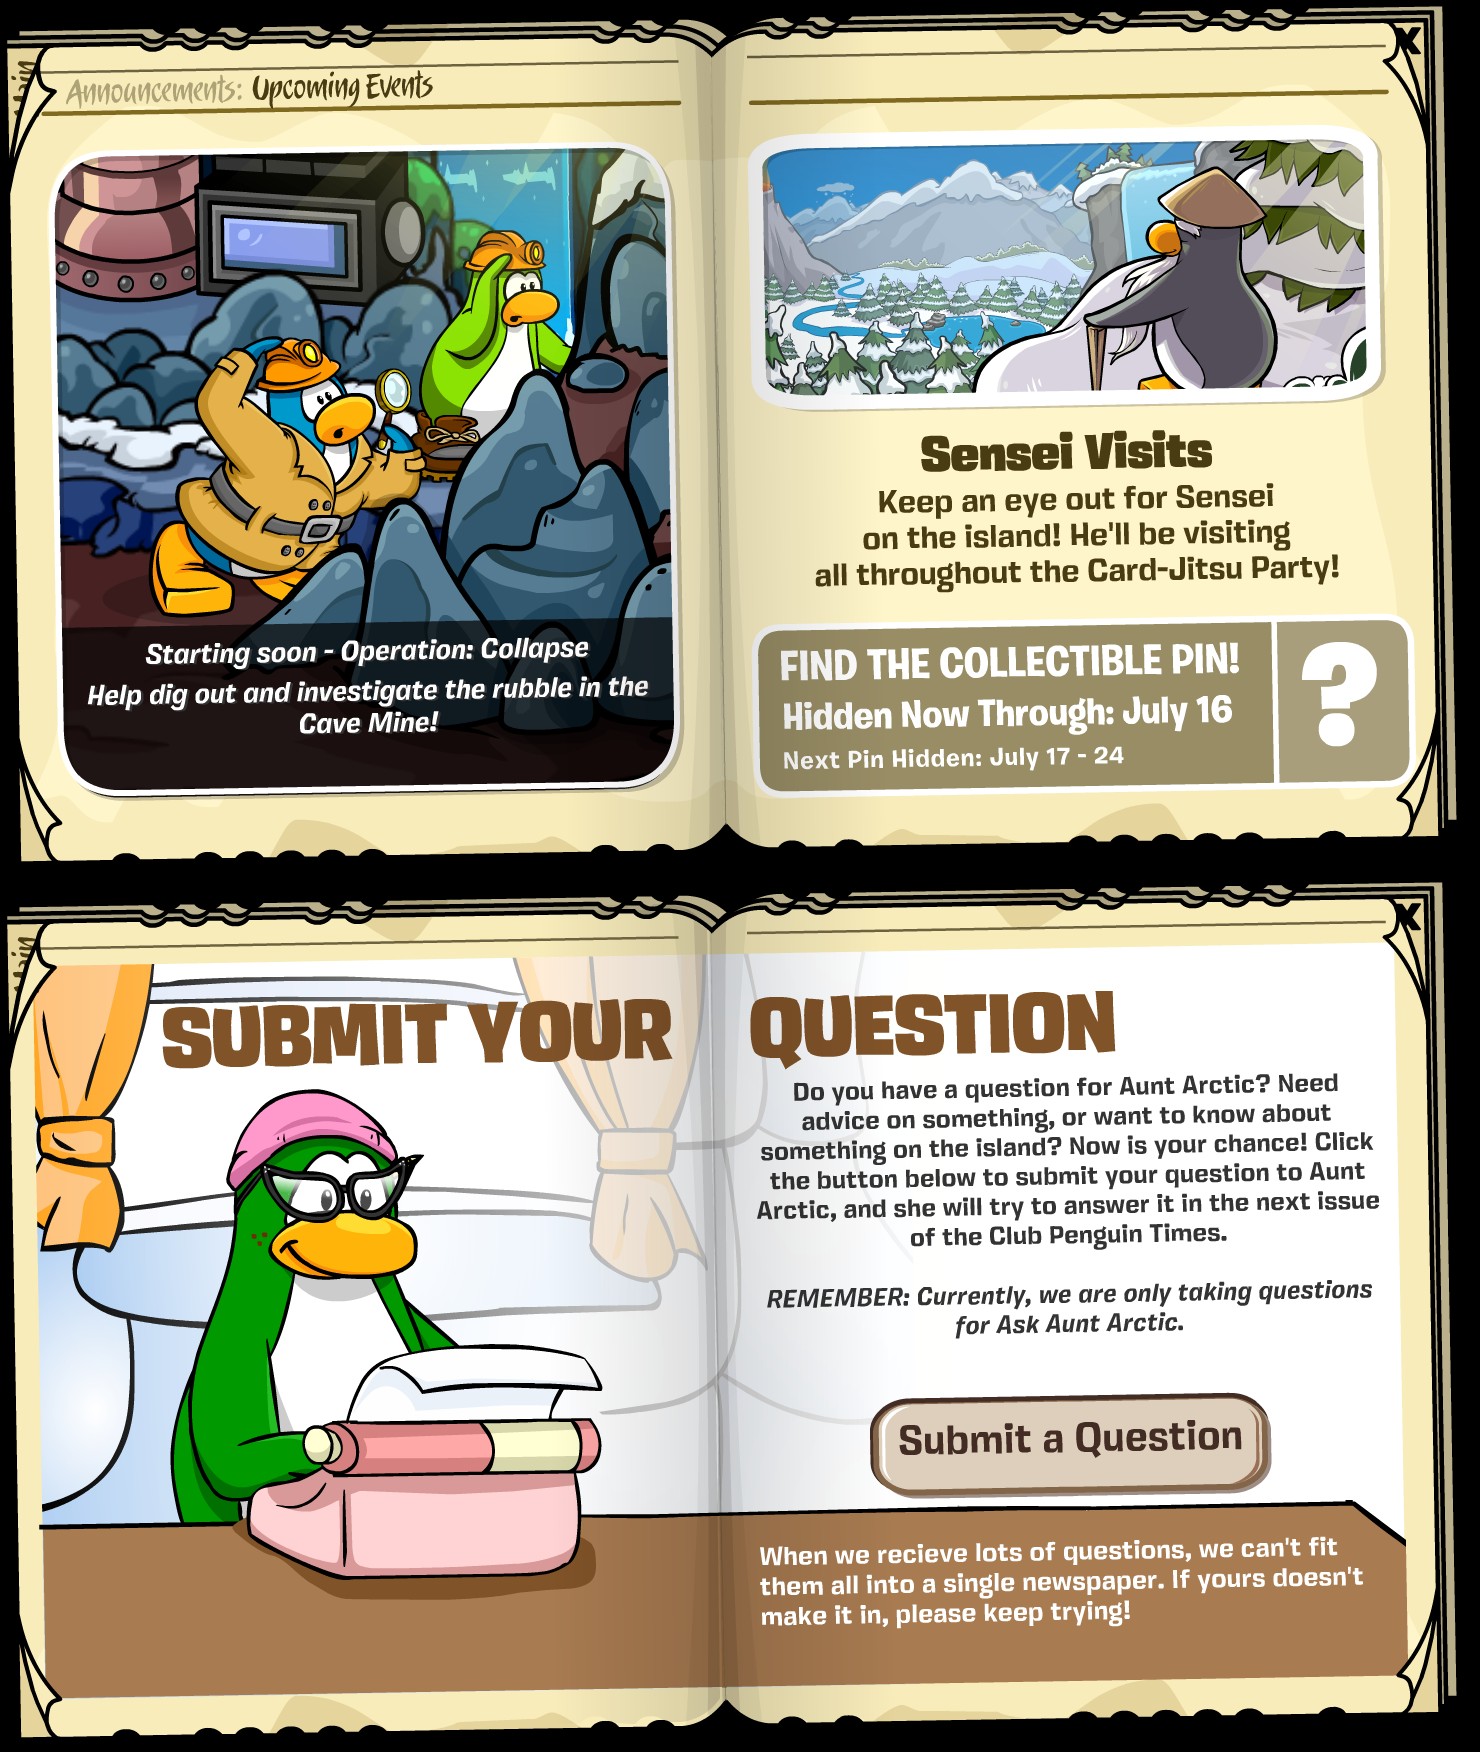 Main
Announcements: Upcoming Events
X
Starting soon - Operation: Collapse
Help dig out and investigate the rubble in the
Cave Mine!
Sensei Visits
Keep an eye out for Sensei
on the island! He'll be visiting
all throughout the Card-Jitsu Party!
FIND THE COLLECTIBLE PIN!
Hidden Now Through: July 16
Next Pin Hidden: July 17 - 24
?
Main
X
SUBMIT YOUR QUESTION
Do you have a question for Aunt Arctic? Need
advice on something, or want to know about
something on the island? Now is your chance! Click
the button below to submit your question to Aunt
Arctic, and she will try to answer it in the next issue
of the Club Penguin Times.
REMEMBER: Currently, we are only taking questions
for Ask Aunt Arctic.
Submit a Question
When we recieve lots of questions, we can't fit
them all into a single newspaper. If yours doesn't
make it in, please keep trying!